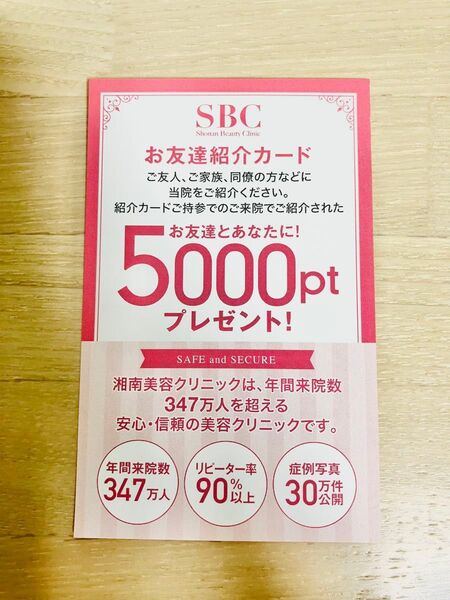 SBC
Shonan Beauty Clinic
お友達紹介カード
ご友人、ご家族、同僚の方などに
当院をご紹介ください。
紹介カードご持参でのご来院でご紹介された
お友達とあなたに!
5000pt
プレゼント!
SAFE and SECURE
湘南美容クリニックは、年間来院数
347万人を超える
安心・信頼の美容クリニックです。
年間来院数
347万人
リピーター率
90%以上
症例写真
30万件公開